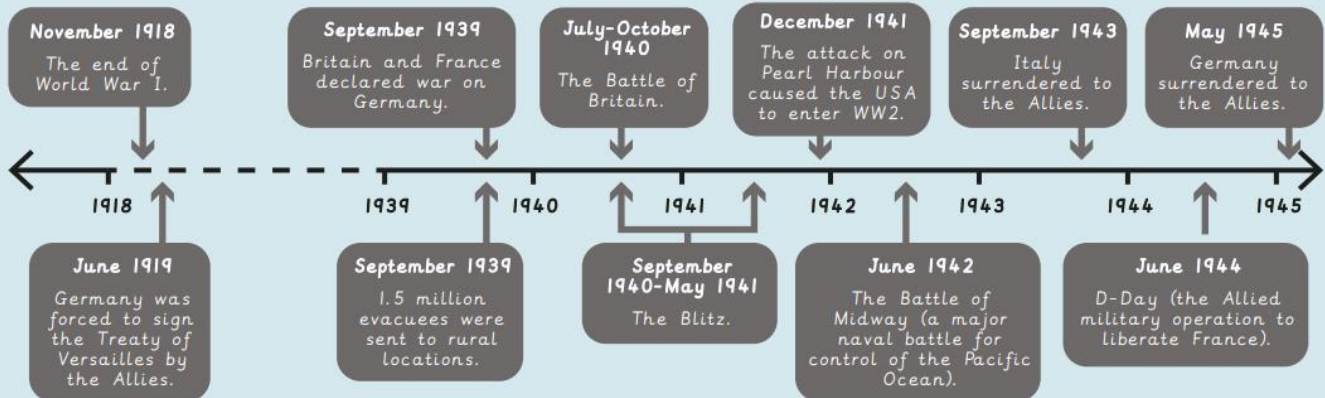 November 1918
The end of
World War I.
September 1939
Britain and France
declared war on
Germany.
July-October
1940
The Battle of
Britain.
December 1941
The attack on
Pearl Harbour
caused the USA
to enter WW2.
September 1943
Italy
surrendered to
the Allies.
May 1945
Germany
surrendered to
the Allies.
1918
1939
1940
1941
1942
1943
1944
1945
June 1919
Germany was
forced to sign
the Treaty of
Versailles by
the Allies.
September 1939
1.5 million
evacuees were
sent to rural
locations.
September
1940-May 1941
The Blitz.
June 1942
The Battle of
Midway (a major
naval battle for
control of the Pacific
Ocean).
June 1944
D-Day (the Allied
military operation to
liberate France).